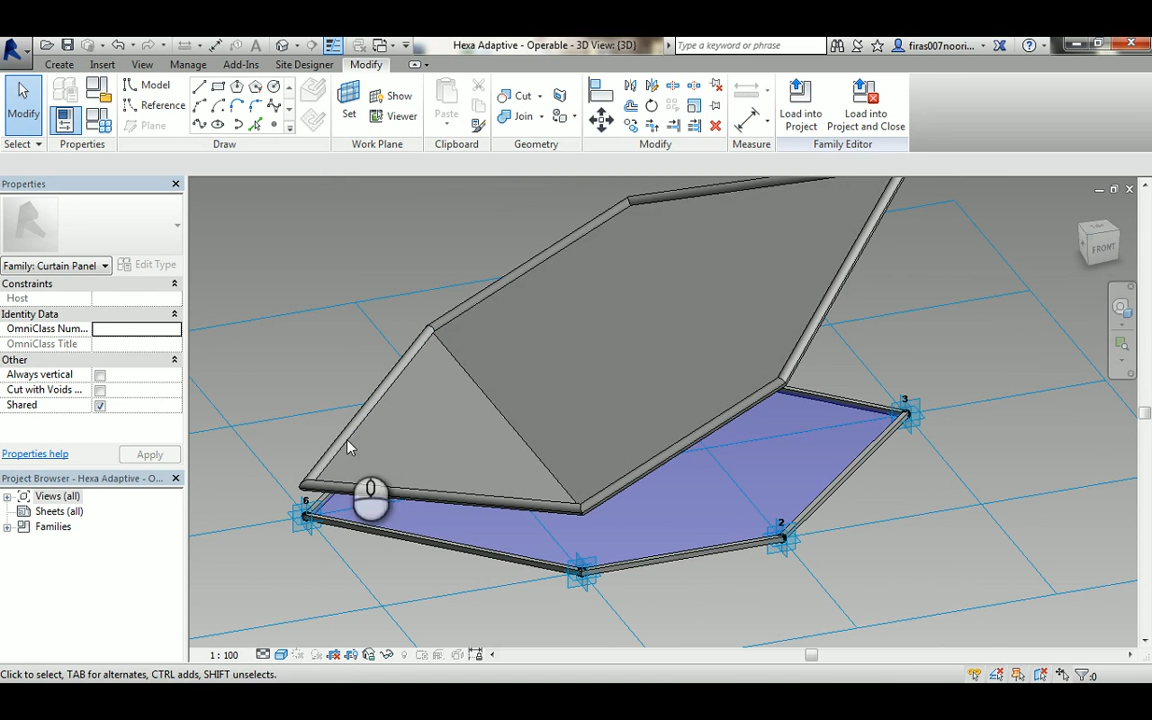 Hexa Adaptive - Operable - 3D View: {3D}
Type a keyword or phrase
firas007noori...
Create Insert View Manage Add-Ins Site Designer Modify
Modify
Select
Properties
Model
Reference
Plane
Draw
Set
Show
Viewer
Work Plane
Paste
Clipboard
Cut
Join
Geometry
Modify
Measure
Load into Project
Load into Project and Close
Family Editor
Properties
Family: Curtain Panel
Edit Type
Constraints
Host
Identity Data
OmniClass Num...
OmniClass Title
Other
Always vertical
Cut with Voids ...
Shared
Properties help
Apply
Project Browser - Hexa Adaptive - O...
Views (all)
Sheets (all)
Families
FRONT
3
6
2
1 : 100
Click to select, TAB for alternates, CTRL adds, SHIFT unselects.
:0